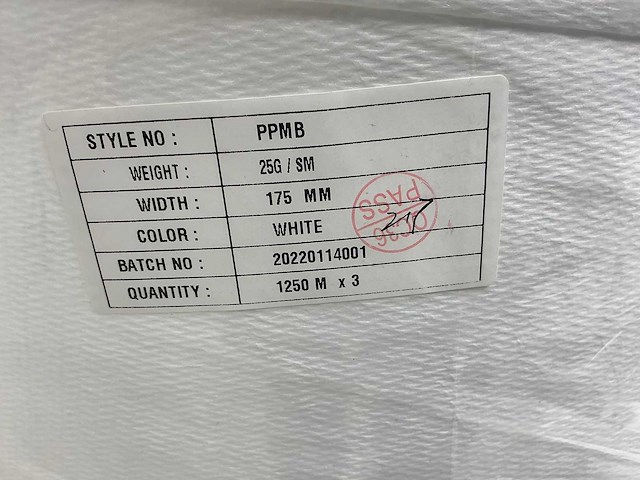 STYLE NO : PPMB
WEIGHT : 25G / SM
WIDTH : 175 MM
COLOR : WHITE
BATCH NO : 20220114001
QUANTITY : 1250 M x 3
PASS